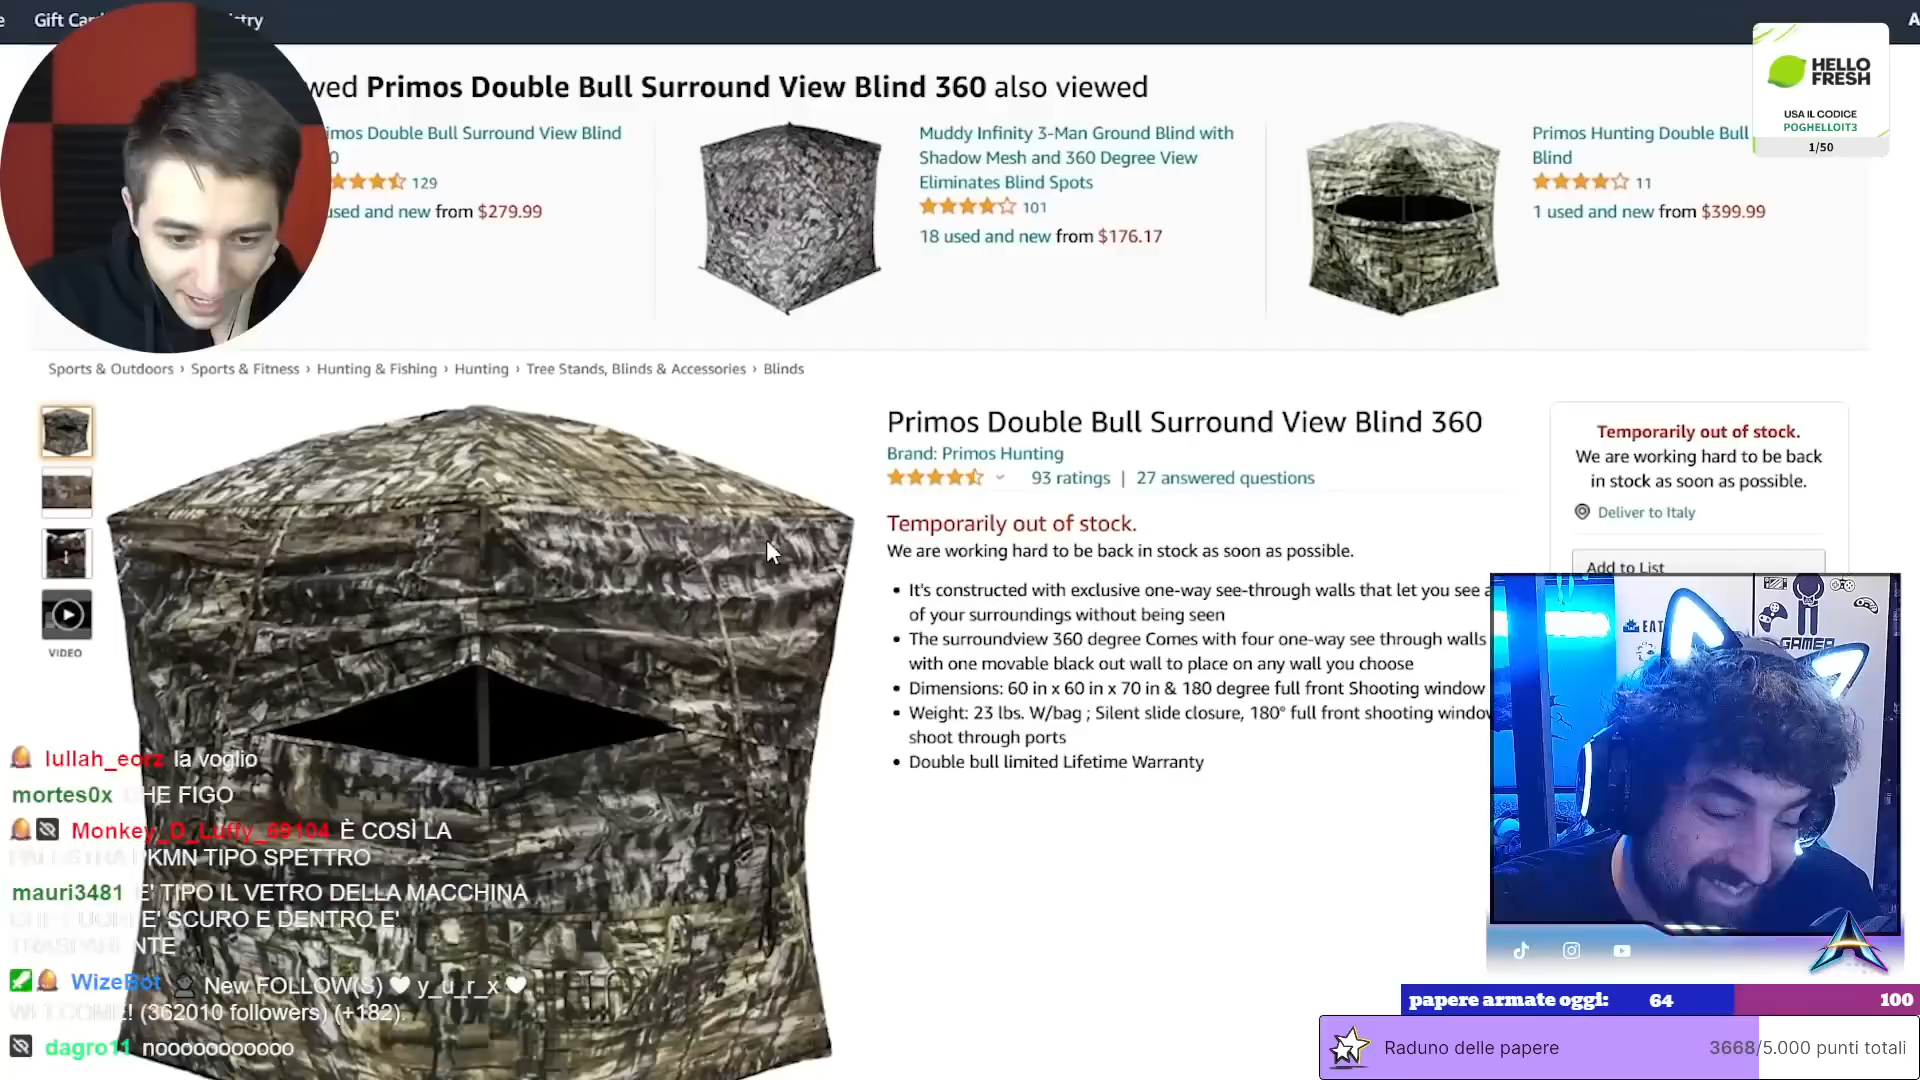 Gift Car
stry
wed Primos Double Bull Surround View Blind 360 also viewed
imos Double Bull Surround View Blind
0
129
used and new from $279.99
Muddy Infinity 3-Man Ground Blind with
Shadow Mesh and 360 Degree View
Eliminates Blind Spots
101
18 used and new from $176.17
Primos Hunting Double Bull
Blind
11
1 used and new from $399.99
HELLO
FRESH
USA IL CODICE
POGHELLOIT3
1/50
Sports & Outdoors › Sports & Fitness › Hunting & Fishing › Hunting › Tree Stands, Blinds & Accessories › Blinds
VIDEO
Primos Double Bull Surround View Blind 360
Brand: Primos Hunting
93 ratings | 27 answered questions
Temporarily out of stock.
We are working hard to be back in stock as soon as possible.
• It's constructed with exclusive one-way see-through walls that let you see a
of your surroundings without being seen
• The surroundview 360 degree Comes with four one-way see through walls
with one movable black out wall to place on any wall you choose
• Dimensions: 60 in x 60 in x 70 in & 180 degree full front Shooting window
• Weight: 23 lbs. W/bag ; Silent slide closure, 180° full front shooting window
shoot through ports
• Double bull limited Lifetime Warranty
Temporarily out of stock.
We are working hard to be back
in stock as soon as possible.
Deliver to Italy
Add to List
EAT
GAMER
lullah_eorz la voglio
mortes0x CHE FIGO
Monkey_D_Luffy_69104 È COSÌ LA
PALESTRA PKMN TIPO SPETTRO
mauri3481 E' TIPO IL VETRO DELLA MACCHINA
CHE FUORI E' SCURO E DENTRO E'
TRASPARENTE
WizeBot New FOLLOW(S) ♥ y_u_r_x ♥
WELCOME! (362010 followers) (+182).
dagro11 nooooooooooo
papere armate oggi: 64 100
Raduno delle papere 3668/5.000 punti totali